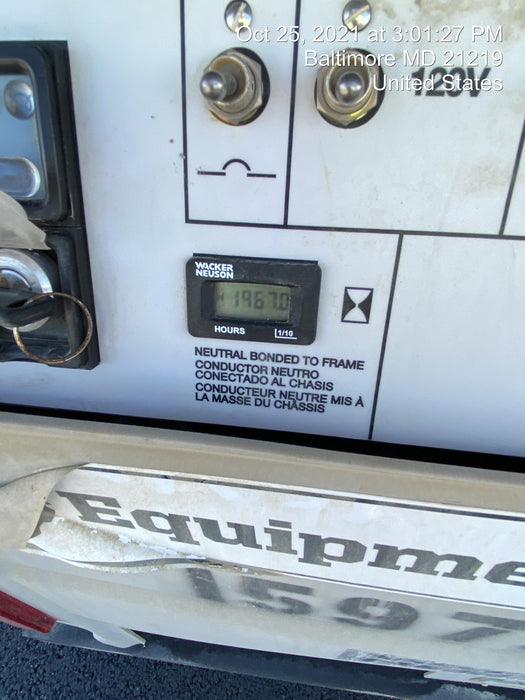 Oct 25, 2021 at 3:01:27 PM
Baltimore MD 21219
United States
120V
WACKER
NEUSON
1967.0
HOURS 1/10
NEUTRAL BONDED TO FRAME
CONDUCTOR NEUTRO
CONECTADO AL CHASIS
CONDUCTEUR NEUTRE MIS À
LA MASSE DU CHÂSSIS
Equipme
1597